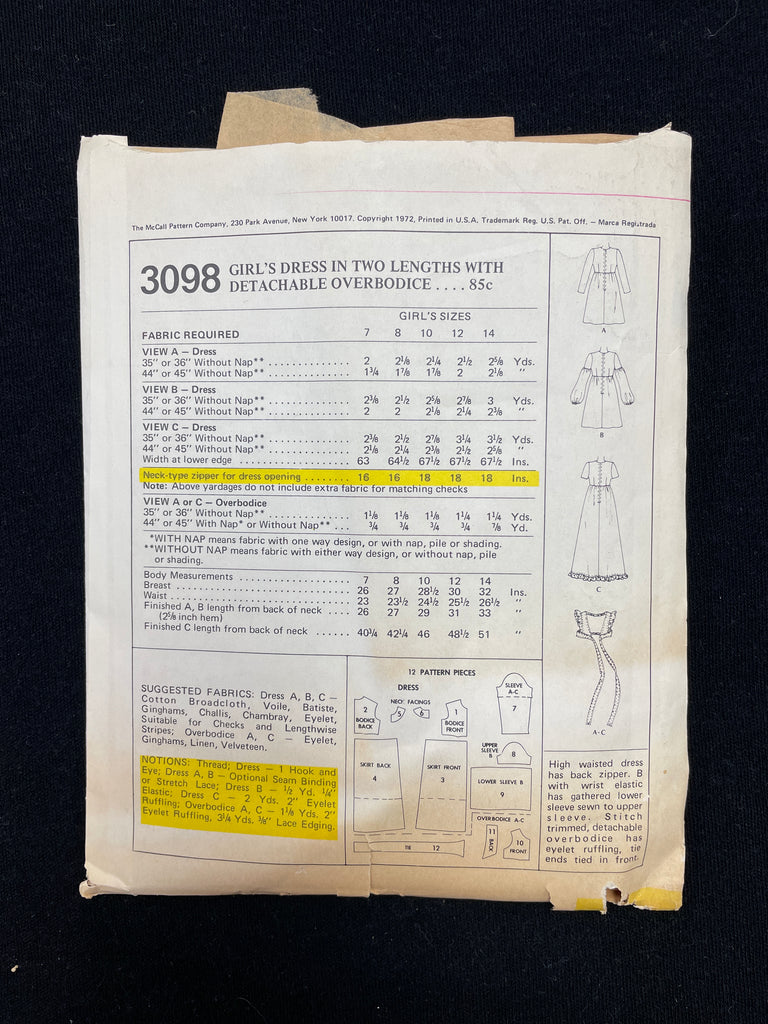 The McCall Pattern Company, 230 Park Avenue, New York 10017. Copyright 1972, Printed in U.S.A. Trademark Reg. U.S. Pat. Off. — Marca Registrada
3098 GIRL'S DRESS IN TWO LENGTHS WITH
DETACHABLE OVERBODICE .... 85c
GIRL'S SIZES
FABRIC REQUIRED 7 8 10 12 14
VIEW A — Dress
35" or 36" Without Nap** .............. 2 2⅛ 2¼ 2½ 2⅝ Yds.
44" or 45" Without Nap** .............. 1¾ 1⅞ 1⅞ 2 2⅛ "
VIEW B — Dress
35" or 36" Without Nap** .............. 2⅜ 2½ 2⅝ 2⅞ 3 Yds.
44" or 45" Without Nap** .............. 2 2 2⅛ 2¼ 2⅜ "
VIEW C — Dress
35" or 36" Without Nap** .............. 2⅜ 2½ 2⅞ 3¼ 3½ Yds.
44" or 45" Without Nap** .............. 2⅛ 2¼ 2⅜ 2½ 2⅝ "
Width at lower edge .................. 63 64½ 67½ 67½ 67½ Ins.
Neck-type zipper for dress opening ........ 16 16 18 18 18 Ins.
Note: Above yardages do not include extra fabric for matching checks
VIEW A or C — Overbodice
35" or 36" Without Nap** .............. 1⅛ 1⅛ 1⅛ 1¼ 1¼ Yds.
44" or 45" With Nap* or Without Nap** ... ¾ ¾ ¾ ¾ ⅞ Yd.
*WITH NAP means fabric with one way design, or with nap, pile or shading.
**WITHOUT NAP means fabric with either way design, or without nap, pile
or shading.
Body Measurements .................. 7 8 10 12 14
Breast ............................ 26 27 28½ 30 32 Ins.
Waist ............................. 23 23½ 24½ 25½ 26½ "
Finished A, B length from back of neck .... 26 27 29 31 33 "
(2⅝ inch hem)
Finished C length from back of neck ...... 40¾ 42¼ 46 48½ 51 "
A
B
C
A-C
SUGGESTED FABRICS: Dress A, B, C —
Cotton Broadcloth, Voile, Batiste,
Ginghams, Challis, Chambray, Eyelet,
Suitable for Checks and Lengthwise
Stripes; Overbodice A, C — Eyelet,
Ginghams, Linen, Velveteen.
NOTIONS: Thread; Dress — 1 Hook and
Eye; Dress A, B — Optional Seam Binding
or Stretch Lace; Dress B — ½ Yd. ¼"
Elastic; Dress C — 2 Yds. 2" Eyelet
Ruffling; Overbodice A, C — 1⅛ Yds. 2"
Eyelet Ruffling, 3¼ Yds. ⅜" Lace Edging.
12 PATTERN PIECES
DRESS
2
BODICE
BACK
NECK FACINGS
5
6
1
BODICE
FRONT
SLEEVE
A-C
7
SKIRT BACK
4
SKIRT FRONT
3
UPPER
SLEEVE
B
8
LOWER SLEEVE B
9
OVERBODICE A-C
11
BACK
10
FRONT
TIE 12
High waisted dress
has back zipper. B
with wrist elastic
has gathered lower
sleeve sewn to upper
sleeve. Stitch
trimmed, detachable
overbodice has
eyelet ruffling, tie
ends tied in front.